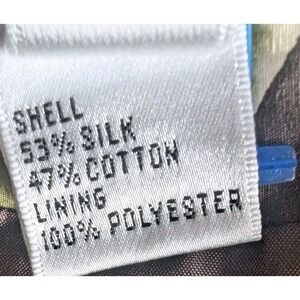 SHELL
53% SILK
47% COTTON
LINING
100% POLYESTER